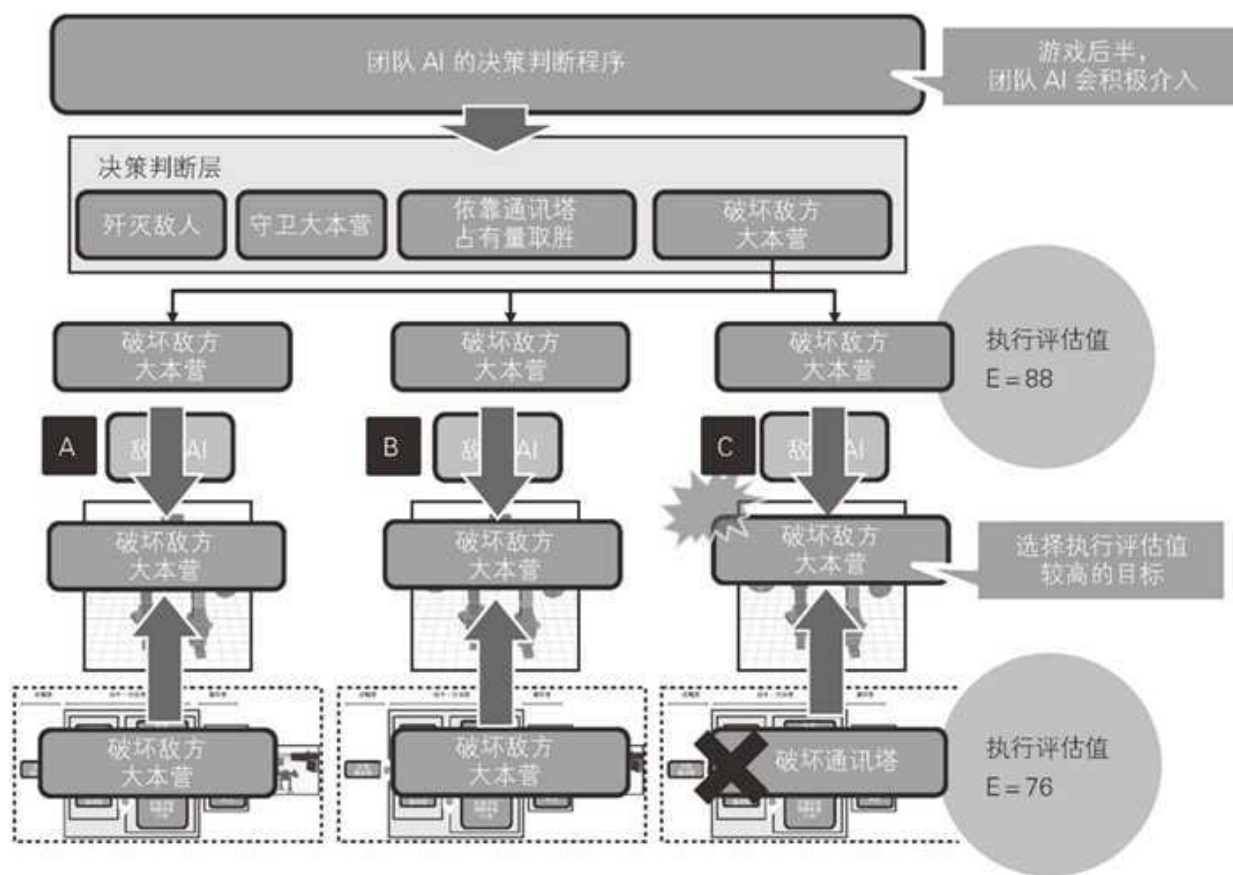 团队 AI 的决策判断程序
游戏后半,
团队 AI 会积极介入
决策判断层
歼灭敌人
守卫大本营
依靠通讯塔
占有量取胜
破坏敌方
大本营
破坏敌方
大本营
破坏敌方
大本营
破坏敌方
大本营
执行评估值
E = 88
A
敌 AI
B
敌 AI
C
敌 AI
破坏敌方
大本营
破坏敌方
大本营
破坏敌方
大本营
选择执行评估值
较高的目标
破坏敌方
大本营
破坏敌方
大本营
破坏通讯塔
执行评估值
E = 76